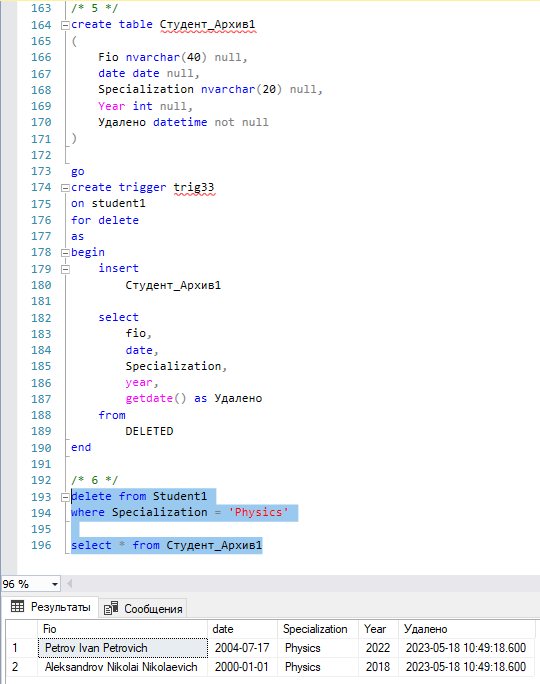 163 /* 5 */
164 create table Студент_Архив1
165 (
166 Fio nvarchar(40) null,
167 date date null,
168 Specialization nvarchar(20) null,
169 Year int null,
170 Удалено datetime not null
171 )
172
173 go
174 create trigger trig33
175 on student1
176 for delete
177 as
178 begin
179 insert
180 Студент_Архив1
181
182 select
183 fio,
184 date,
185 Specialization,
186 year,
187 getdate() as Удалено
188 from
189 DELETED
190 end
191
192 /* 6 */
193 delete from Student1
194 where Specialization = 'Physics'
195
196 select * from Студент_Архив1
96 %
Результаты Сообщения
Fio date Specialization Year Удалено
1 Petrov Ivan Petrovich 2004-07-17 Physics 2022 2023-05-18 10:49:18.600
2 Aleksandrov Nikolai Nikolaevich 2000-01-01 Physics 2018 2023-05-18 10:49:18.600